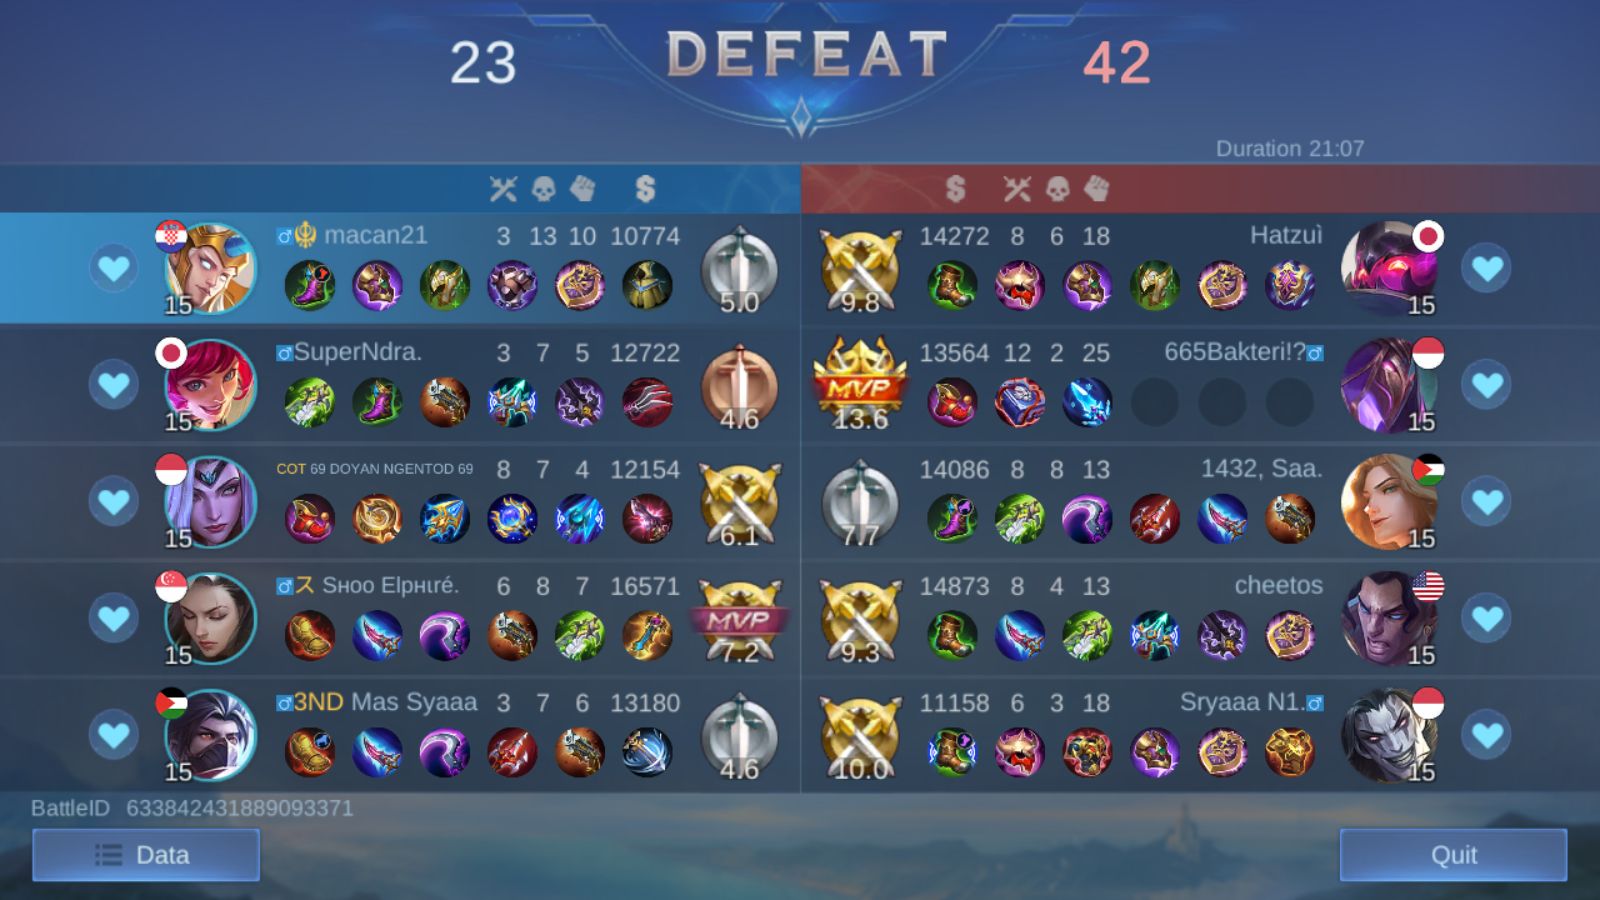 23 DEFEAT 42
Duration 21:07
macan21 3 13 10 10774
15 5.0
14272 8 6 18 Hatzuì
9.8 15
SuperNdra. 3 7 5 12722
15 4.6
13564 12 2 25 665Bakteri!?
MVP
13.6 15
COT 69 DOYAN NGENTOD 69 8 7 4 12154
15 6.1
14086 8 8 13 1432, Saa.
7.7 15
ス Sʜoo Elpнιré. 6 8 7 16571
MVP
15 7.2
14873 8 4 13 cheetos
9.3 15
3ND Mas Syaaa 3 7 6 13180
15 4.6
11158 6 3 18 Sryaaa N1.
10.0 15
BattleID 633842431889093371
Data
Quit